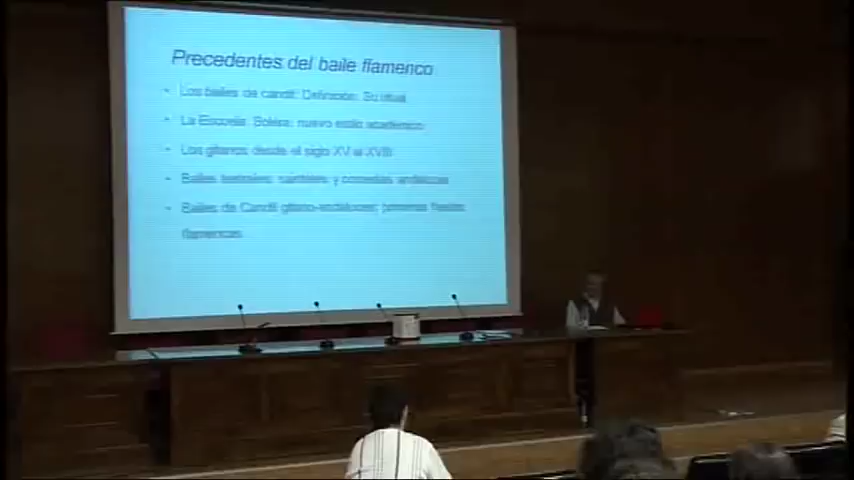 Precedentes del baile flamenco
• Los bailes de candil: Definición. Su ritual
• La Escuela Bolera: nuevo estilo académico
• Los gitanos desde el siglo XV al XVIII
• Bailes teatrales: sainetes y comedias andaluzas
• Bailes de Candil gitano-andaluces: primeras fiestas
flamencas